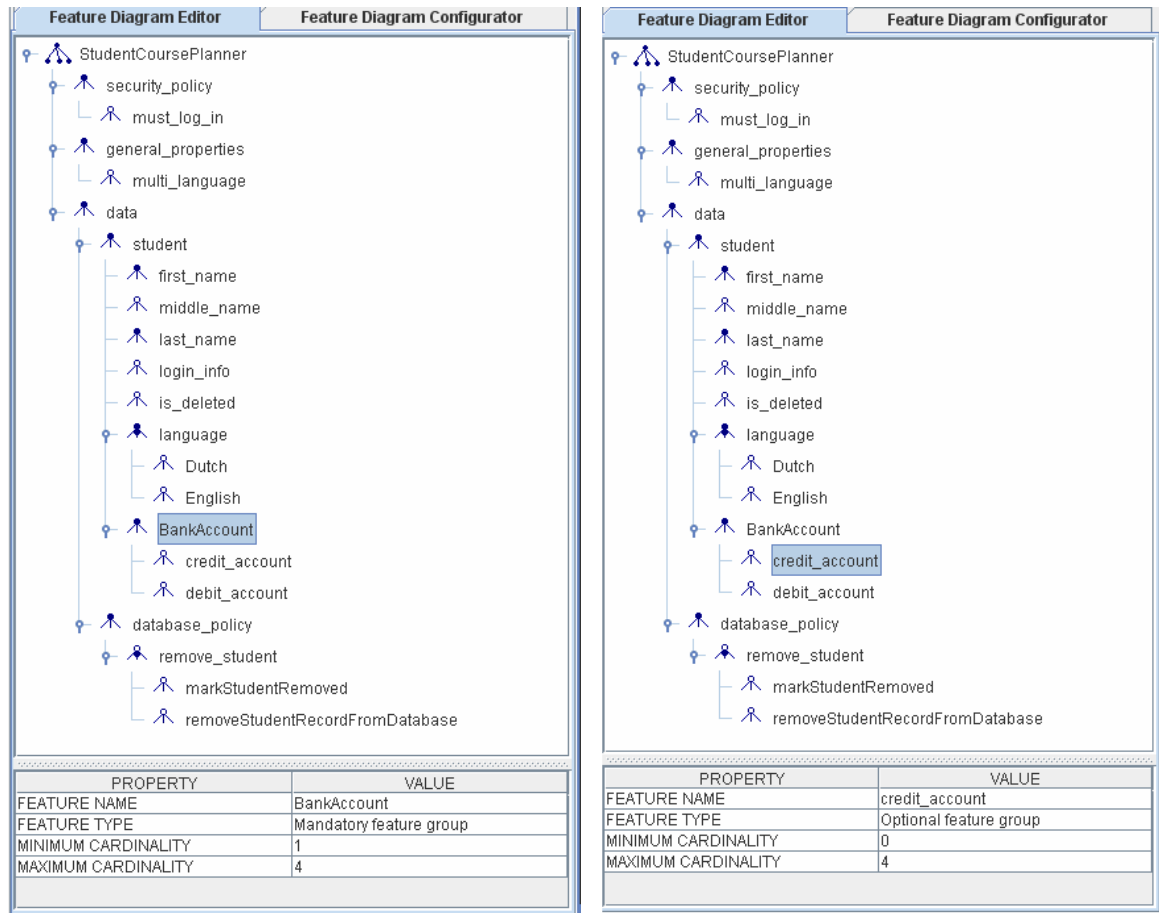 Feature Diagram Editor Feature Diagram Configurator
StudentCoursePlanner
security_policy
must_log_in
general_properties
multi_language
data
student
first_name
middle_name
last_name
login_info
is_deleted
language
Dutch
English
BankAccount
credit_account
debit_account
database_policy
remove_student
markStudentRemoved
removeStudentRecordFromDatabase
PROPERTY VALUE
FEATURE NAME BankAccount
FEATURE TYPE Mandatory feature group
MINIMUM CARDINALITY 1
MAXIMUM CARDINALITY 4
Feature Diagram Editor Feature Diagram Configurator
StudentCoursePlanner
security_policy
must_log_in
general_properties
multi_language
data
student
first_name
middle_name
last_name
login_info
is_deleted
language
Dutch
English
BankAccount
credit_account
debit_account
database_policy
remove_student
markStudentRemoved
removeStudentRecordFromDatabase
PROPERTY VALUE
FEATURE NAME credit_account
FEATURE TYPE Optional feature group
MINIMUM CARDINALITY 0
MAXIMUM CARDINALITY 4